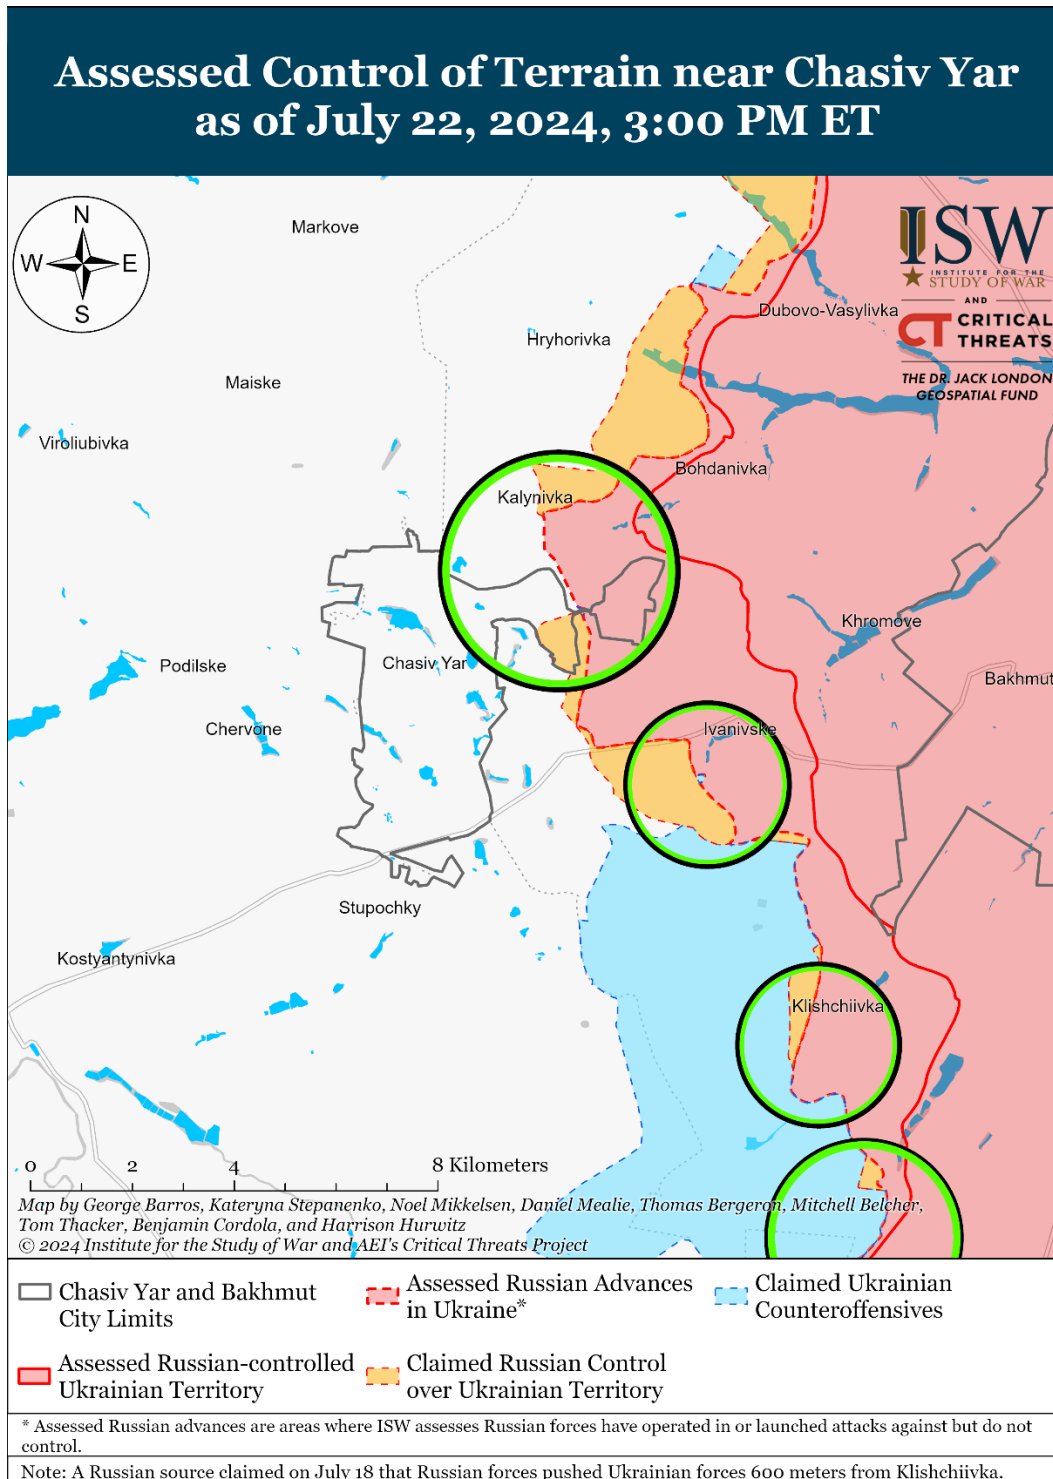 Assessed Control of Terrain near Chasiv Yar
as of July 22, 2024, 3:00 PM ET
N
W
E
S
Markove
ISW
INSTITUTE FOR THE
STUDY OF WAR
AND
CT CRITICAL
THREATS
THE DR. JACK LONDON
GEOSPATIAL FUND
Dubovo-Vasylivka
Hryhorivka
Maiske
Viroliubivka
Bohdanivka
Kalynivka
Khromove
Podilske
Chasiv Yar
Bakhmut
Chervone
Ivanivske
Stupochky
Kostyantynivka
Klishchiivka
0 2 4 8 Kilometers
Map by George Barros, Kateryna Stepanenko, Noel Mikkelsen, Daniel Mealie, Thomas Bergeron, Mitchell Belcher,
Tom Thacker, Benjamin Cordola, and Harrison Hurwitz
© 2024 Institute for the Study of War and AEI's Critical Threats Project
Chasiv Yar and Bakhmut
City Limits
Assessed Russian Advances
in Ukraine*
Claimed Ukrainian
Counteroffensives
Assessed Russian-controlled
Ukrainian Territory
Claimed Russian Control
over Ukrainian Territory
* Assessed Russian advances are areas where ISW assesses Russian forces have operated in or launched attacks against but do not
control.
Note: A Russian source claimed on July 18 that Russian forces pushed Ukrainian forces 600 meters from Klishchiivka.